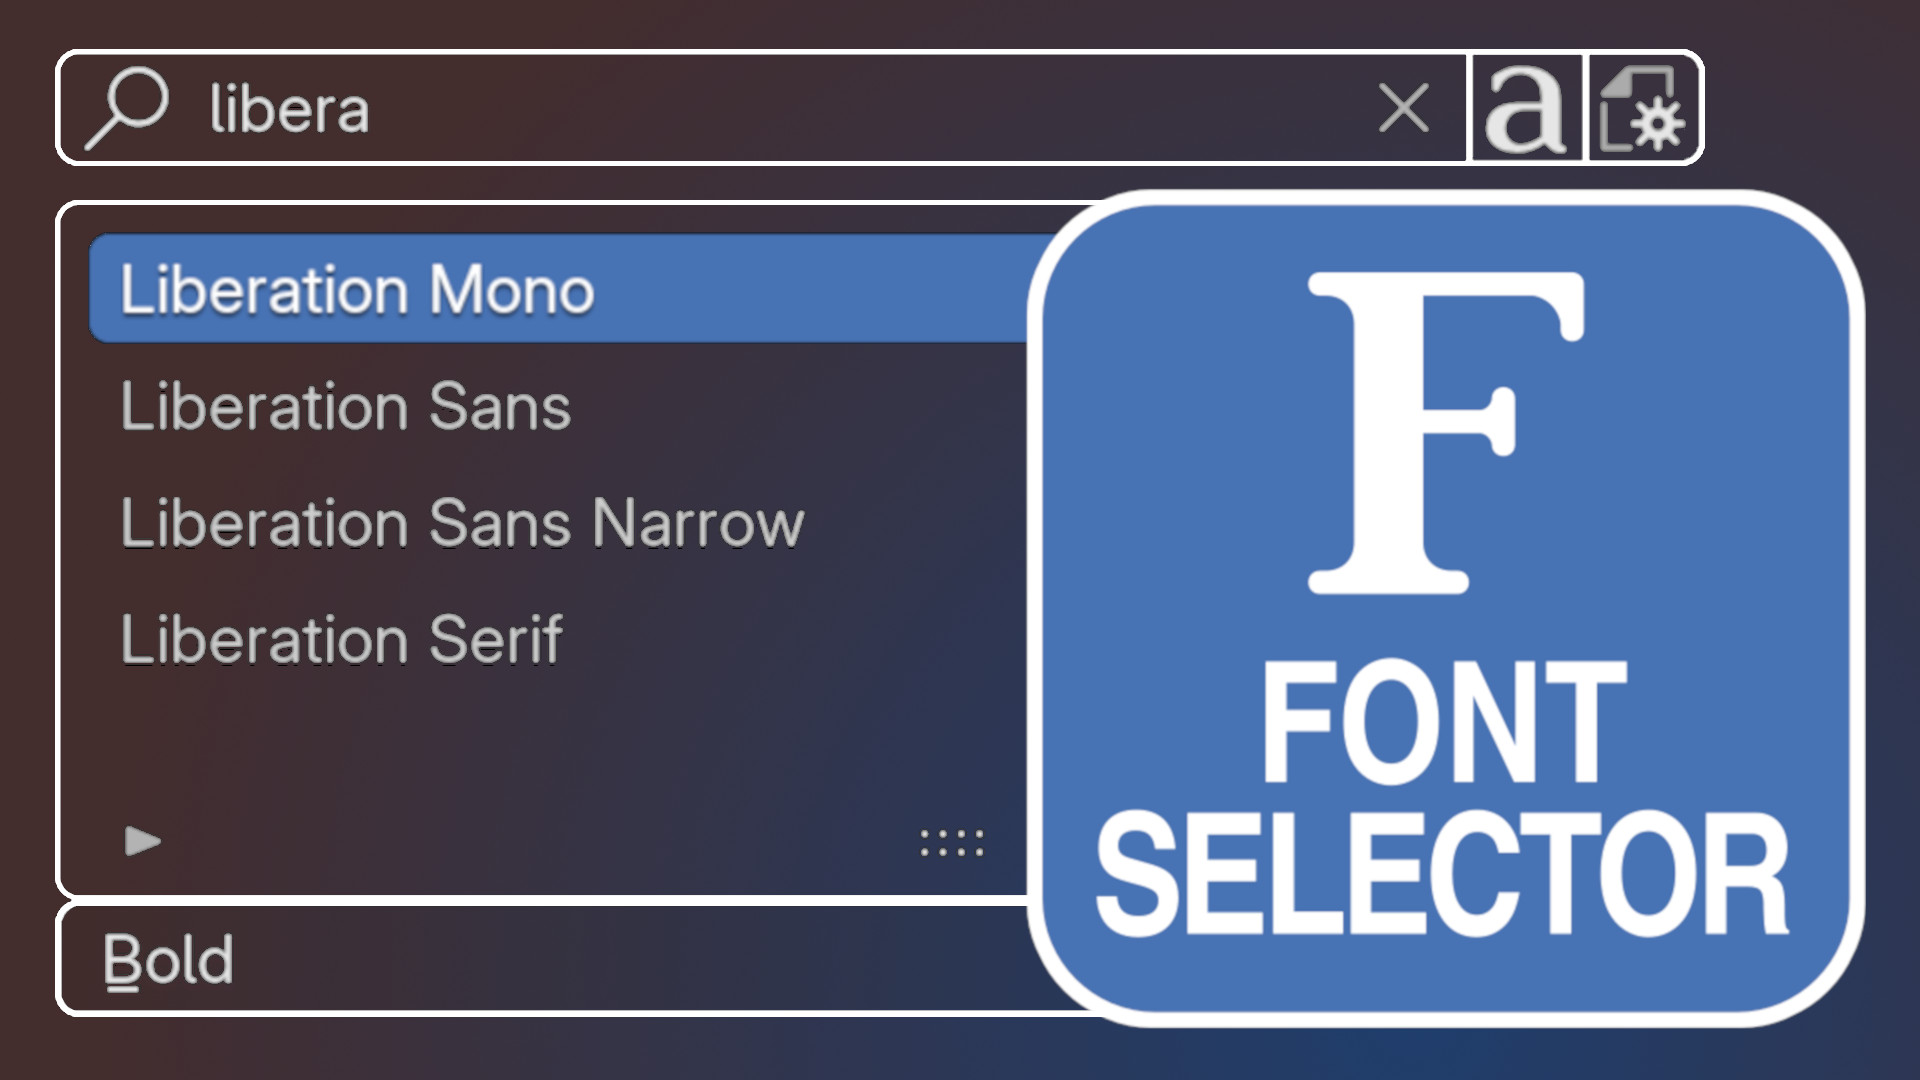 libera
a
Liberation Mono
Liberation Sans
Liberation Sans Narrow
Liberation Serif
Bold
F
FONT
SELECTOR